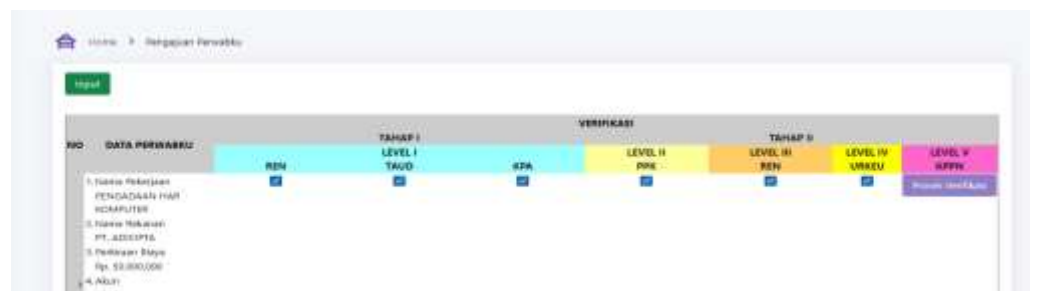 Home > Pengajuan Perwabku
Input
VERIFIKASI
TAHAP I TAHAP II
NO DATA PERWABKU
LEVEL I LEVEL II LEVEL III LEVEL IV LEVEL V
REN TAUD KPA PPK REN URKEU KPPN
1. Nama Pekerjaan
PENGADAAN HAR
KOMPUTER
2. Nama Rekanan
3. Perkiraan Biaya
Rp. 50.000.000
4. Akun
Proses Verifikasi